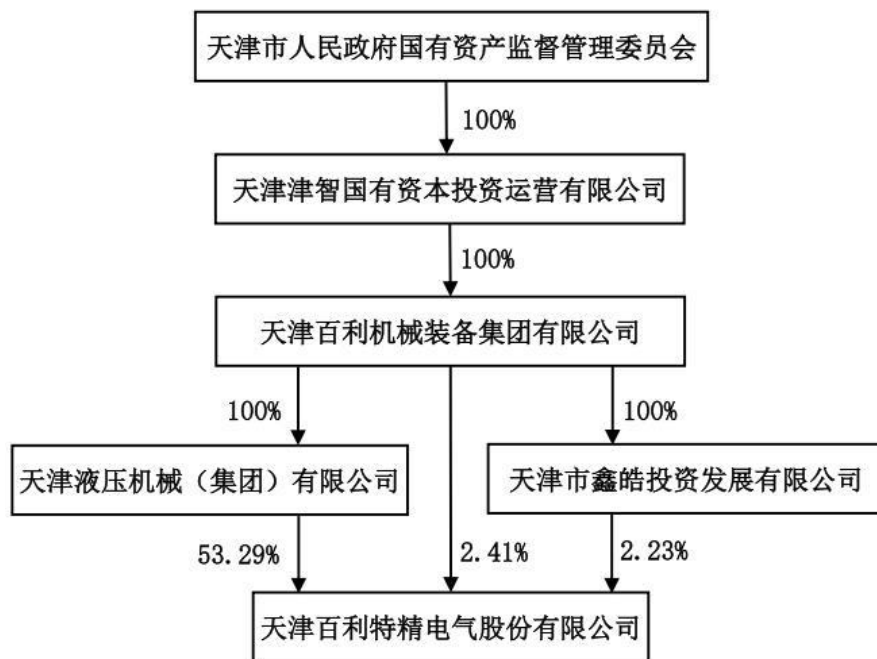 天津市人民政府国有资产监督管理委员会
100%
天津津智国有资本投资运营有限公司
100%
天津百利机械装备集团有限公司
100%
100%
天津液压机械（集团）有限公司
天津市鑫皓投资发展有限公司
53.29%
2.41%
2.23%
天津百利特精电气股份有限公司